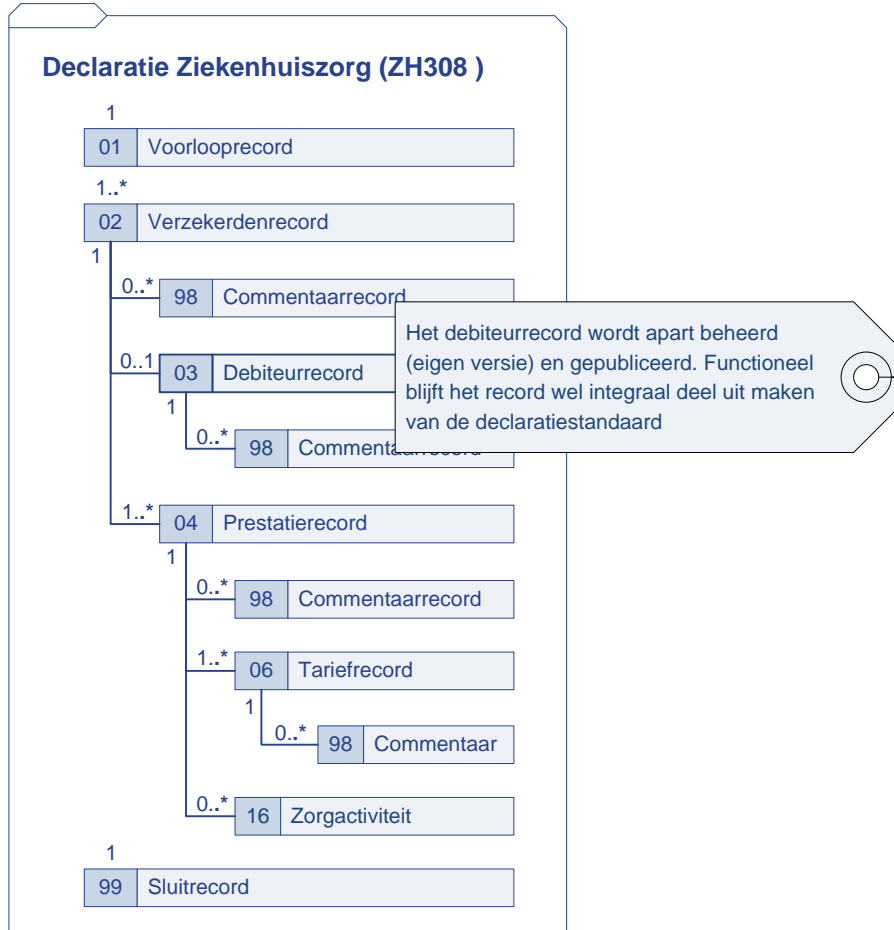 Declaratie Ziekenhuiszorg (ZH308 )
1
01 Voorlooprecord
1..*
02 Verzekerdenrecord
1
0..* 98 Commentaarrecord
Het debiteurrecord wordt apart beheerd
(eigen versie) en gepubliceerd. Functioneel
blijft het record wel integraal deel uit maken
van de declaratiestandaard
0..1 03 Debiteurrecord
1
0..* 98 Commentaarrecord
1..* 04 Prestatierecord
1
0..* 98 Commentaarrecord
1..* 06 Tariefrecord
1
0..* 98 Commentaar
0..* 16 Zorgactiviteit
1
99 Sluitrecord